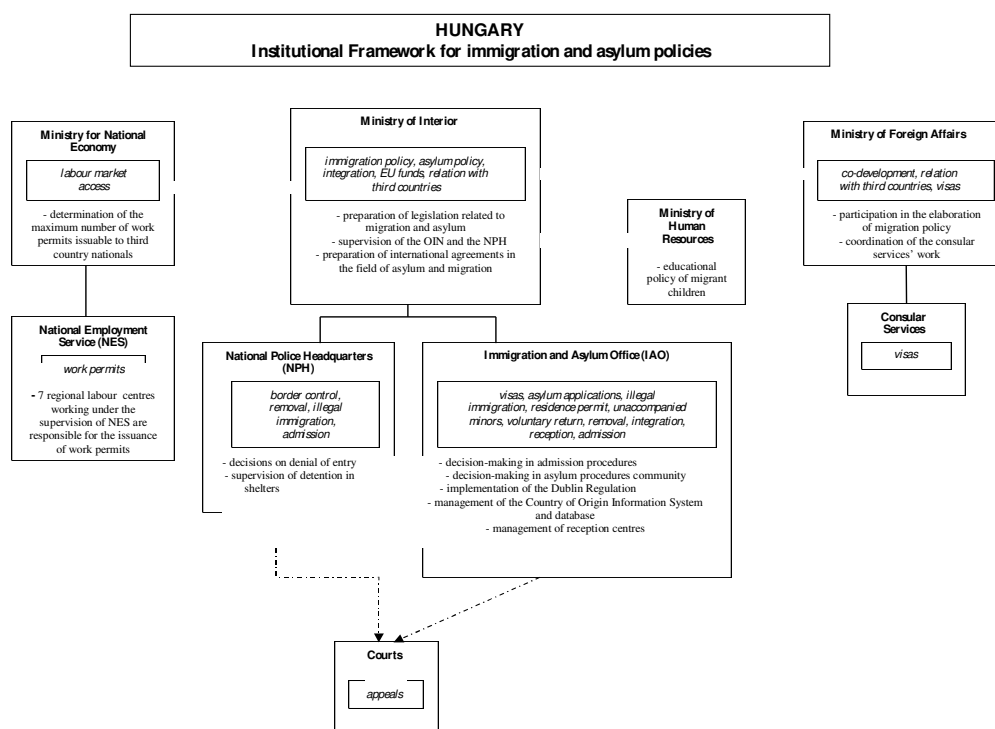 HUNGARY
Institutional Framework for immigration and asylum policies
Ministry for National
Economy
labour market
access
- determination of the
maximum number of work
permits issuable to third
country nationals
Ministry of Interior
immigration policy, asylum policy,
integration, EU funds, relation with
third countries
- preparation of legislation related to
migration and asylum
- supervision of the OIN and the NPH
- preparation of international agreements in
the field of asylum and migration
Ministry of
Human
Resources
- educational
policy of migrant
children
Ministry of Foreign Affairs
co-development, relation
with third countries, visas
- participation in the elaboration
of migration policy
- coordination of the consular
services' work
National Employment
Service (NES)
work permits
- 7 regional labour centres
working under the
supervision of NES are
responsible for the issuance
of work permits
National Police Headquarters
(NPH)
border control,
removal, illegal
immigration,
admission
- decisions on denial of entry
- supervision of detention in
shelters
Immigration and Asylum Office (IAO)
visas, asylum applications, illegal
immigration, residence permit, unaccompanied
minors, voluntary return, removal, integration,
reception, admission
- decision-making in admission procedures
- decision-making in asylum procedures community
- implementation of the Dublin Regulation
- management of the Country of Origin Information System
and database
- management of reception centres
Consular
Services
visas
Courts
appeals